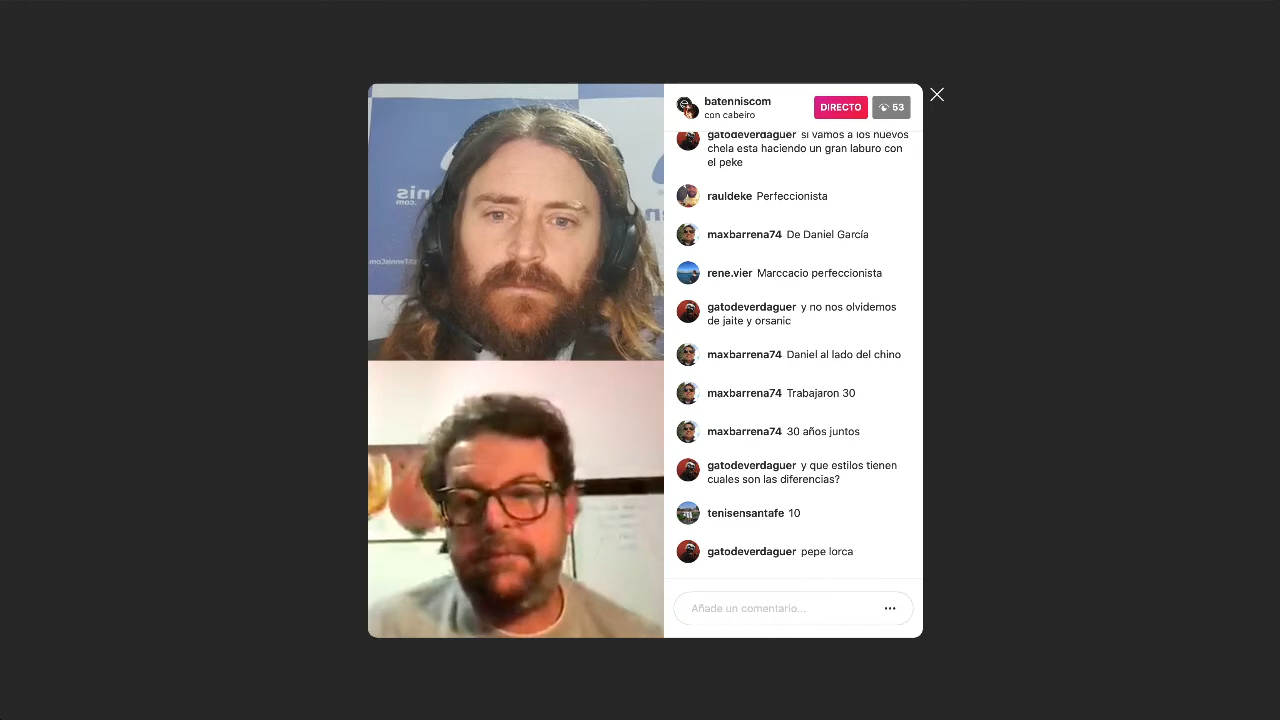 batenniscom
con cabeiro
DIRECTO
53
gatodeverdaguer si vamos a los nuevos
chela esta haciendo un gran laburo con
el peke
rauldeke Perfeccionista
maxbarrena74 De Daniel García
rene.vier Marccacio perfeccionista
gatodeverdaguer y no nos olvidemos
de jaite y orsanic
maxbarrena74 Daniel al lado del chino
maxbarrena74 Trabajaron 30
maxbarrena74 30 años juntos
gatodeverdaguer y que estilos tienen
cuales son las diferencias?
tenisensantafe 10
gatodeverdaguer pepe lorca
Añade un comentario...